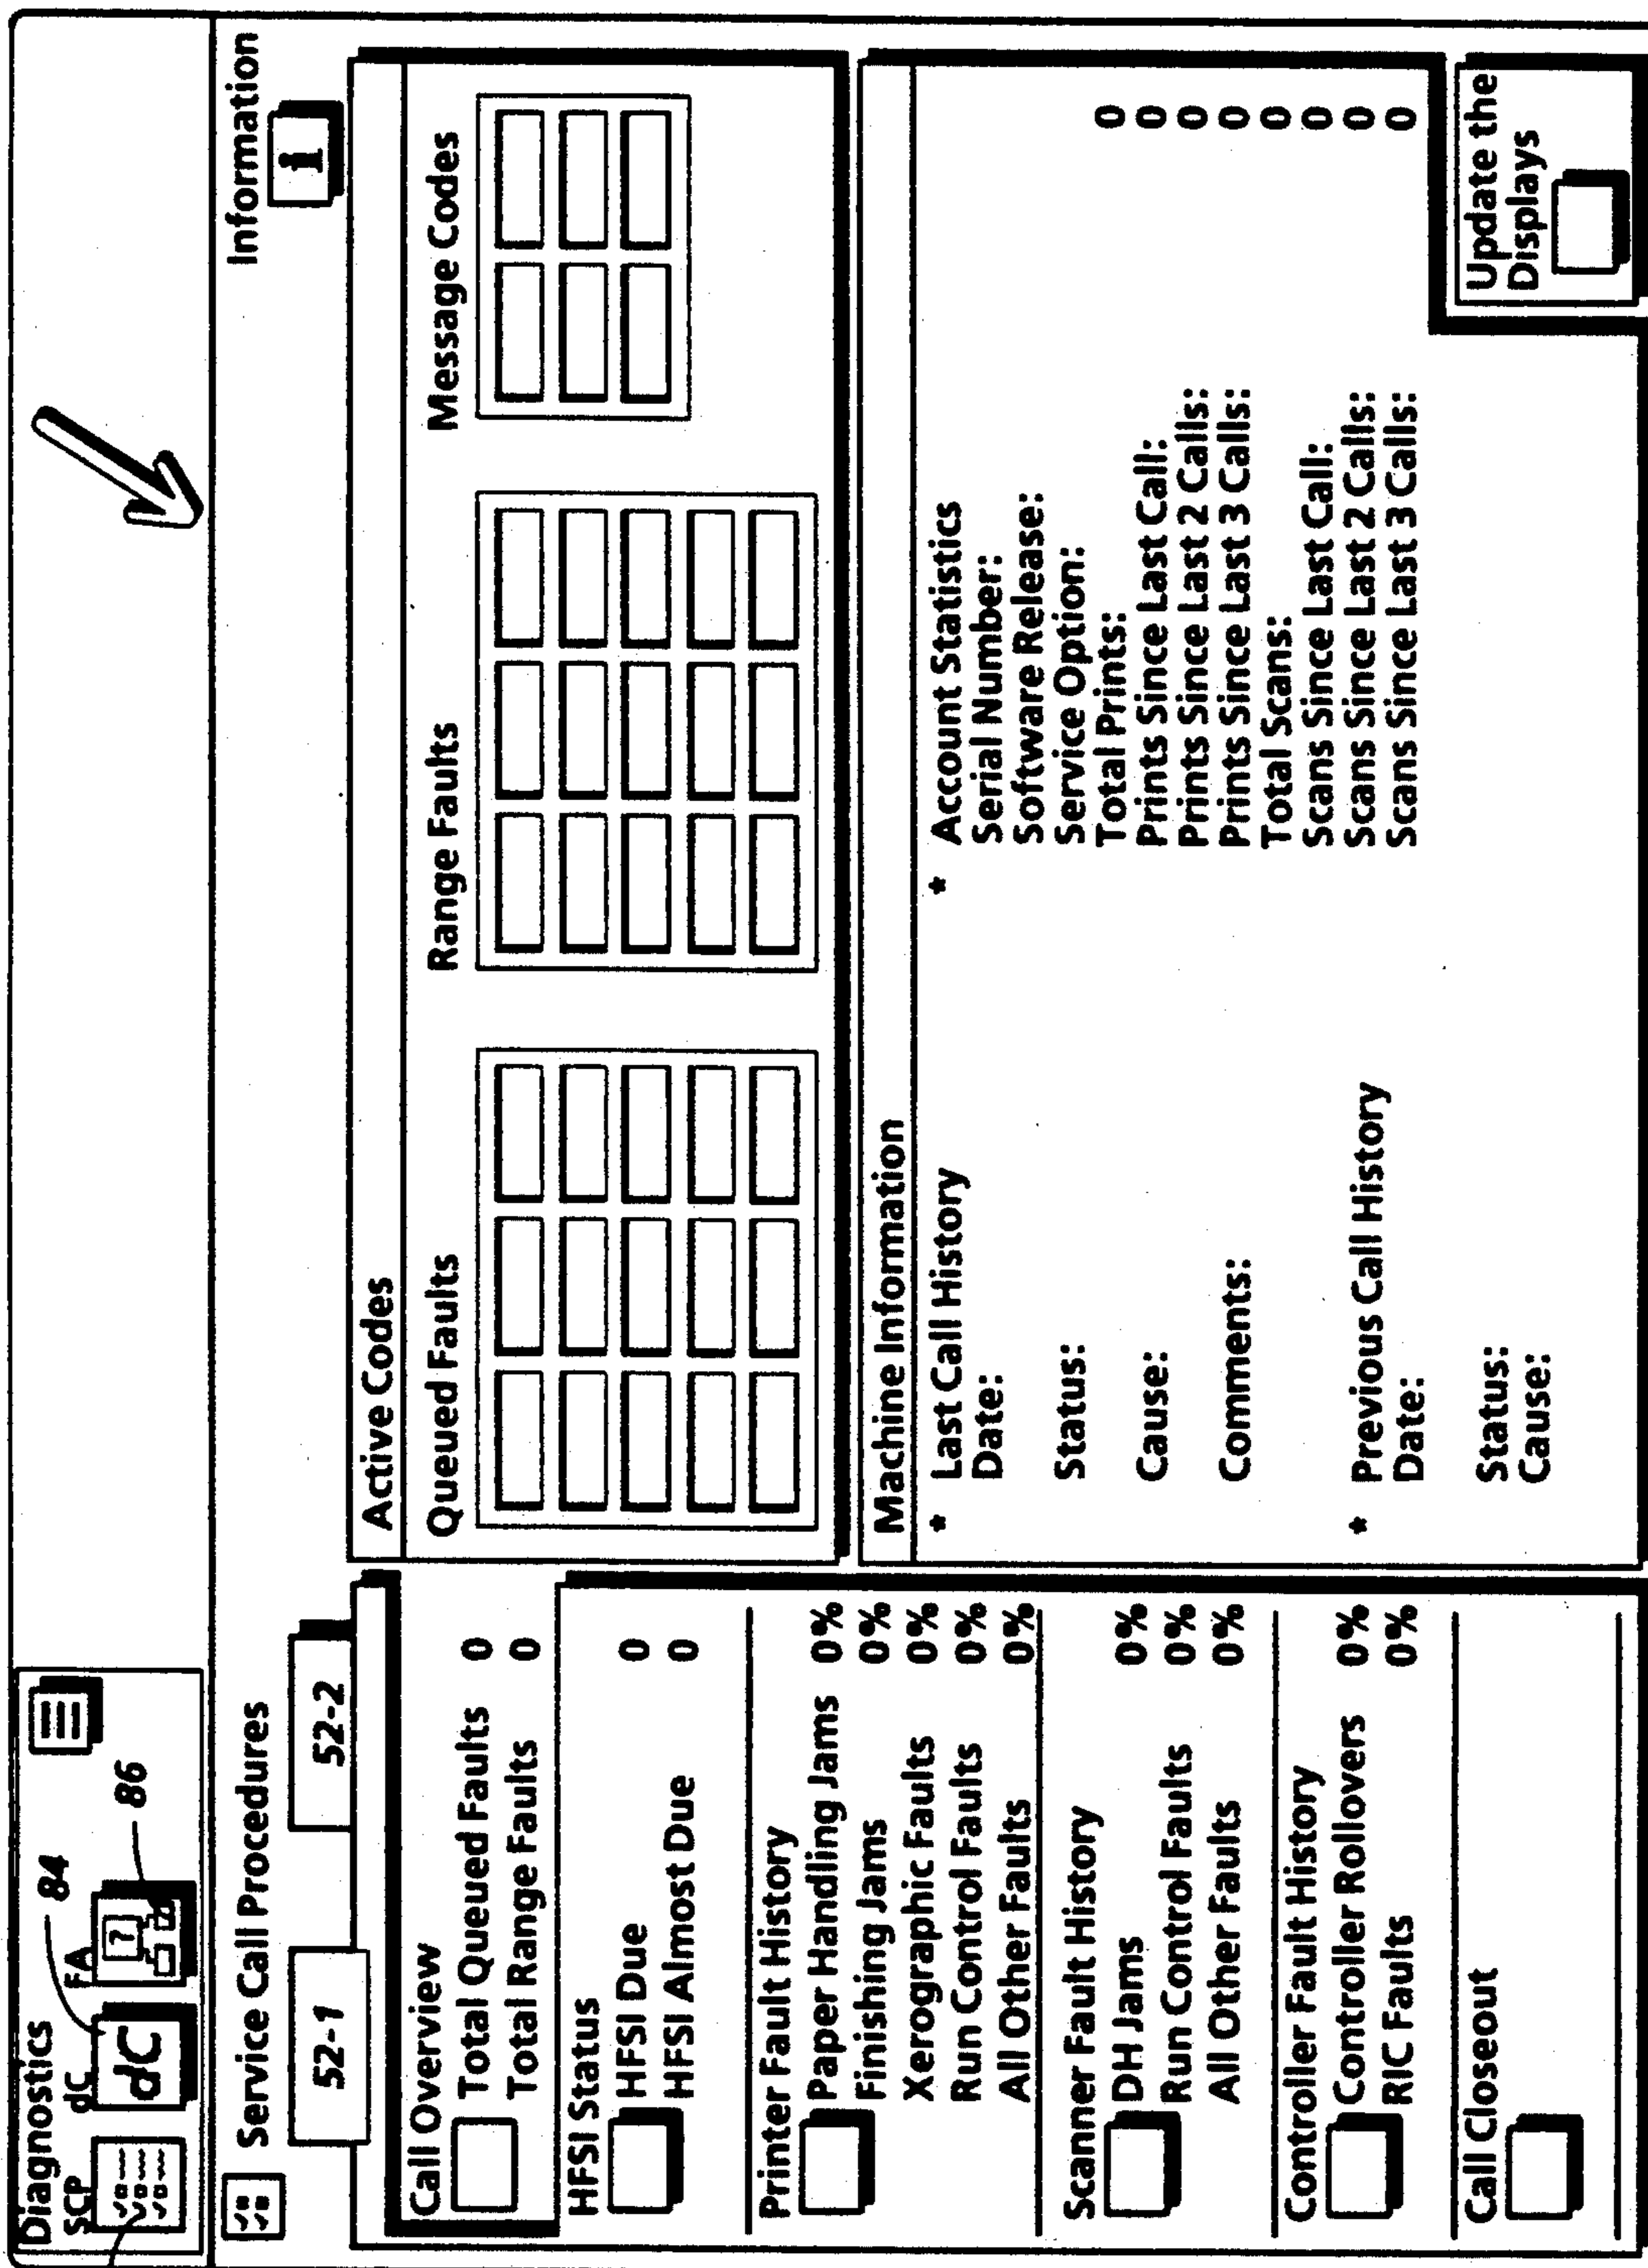 Diagnostics
SCP dC FA
dC ?
84
86
Service Call Procedures
Information
i
52-1 52-2
Call Overview
Total Queued Faults 0
Total Range Faults 0
HFSI Status
HFSI Due 0
HFSI Almost Due 0
Printer Fault History
Paper Handling Jams 0%
Finishing Jams 0%
Xerographic Faults 0%
Run Control Faults 0%
All Other Faults 0%
Scanner Fault History
DH Jams 0%
Run Control Faults 0%
All Other Faults 0%
Controller Fault History
Controller Rollovers 0%
RIC Faults 0%
Call Closeout
Active Codes
Queued Faults Range Faults Message Codes
Machine Information
* Last Call History
Date:
Status:
Cause:
Comments:
* Previous Call History
Date:
Status:
Cause:
* Account Statistics
Serial Number:
Software Release:
Service Option:
Total Prints: 0
Prints Since Last Call: 0
Prints Since Last 2 Calls: 0
Prints Since Last 3 Calls: 0
Total Scans: 0
Scans Since Last Call: 0
Scans Since Last 2 Calls: 0
Scans Since Last 3 Calls: 0
Update the
Displays